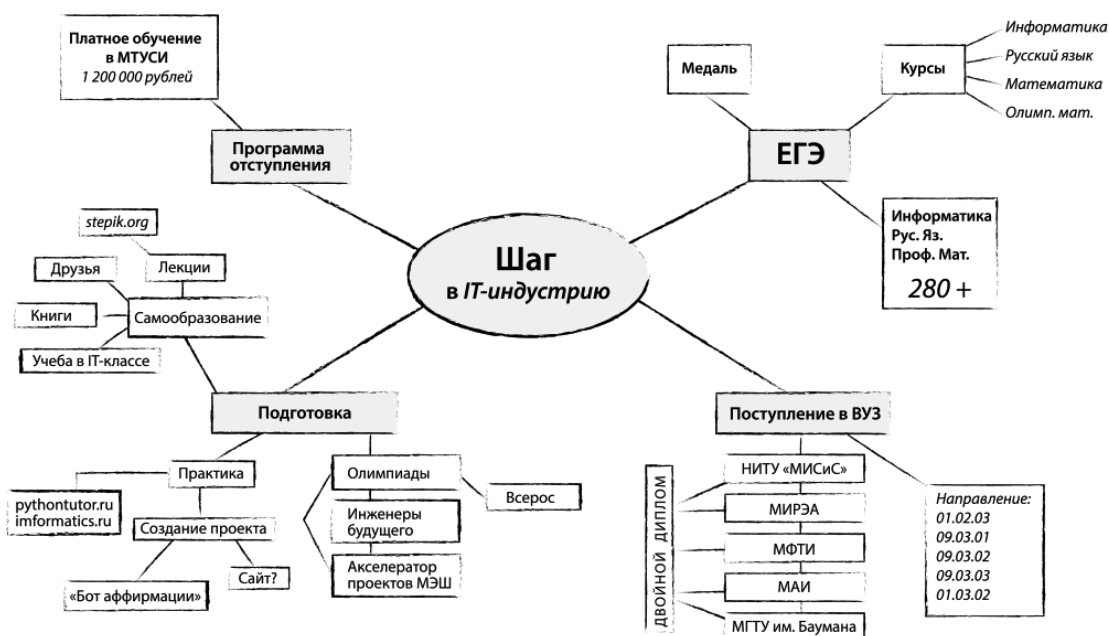 Платное обучение
в МТУСИ
1 200 000 рублей
Программа
отступления
Медаль
Курсы
Информатика
Русский язык
Математика
Олимп. мат.
ЕГЭ
Информатика
Рус. Яз.
Проф. Мат.
280 +
Шаг
в IT-индустрию
stepik.org
Друзья
Лекции
Книги
Самообразование
Учеба в IT-классе
Подготовка
Практика
pythontutor.ru
imformatics.ru
Создание проекта
«Бот аффирмации»
Сайт?
Олимпиады
Всерос
Инженеры
будущего
Акселератор
проектов МЭШ
Поступление в ВУЗ
ДВОЙНОЙ ДИПЛОМ
НИТУ «МИСиС»
МИРЭА
МФТИ
МАИ
МГТУ им. Баумана
Направление:
01.02.03
09.03.01
09.03.02
09.03.03
01.03.02